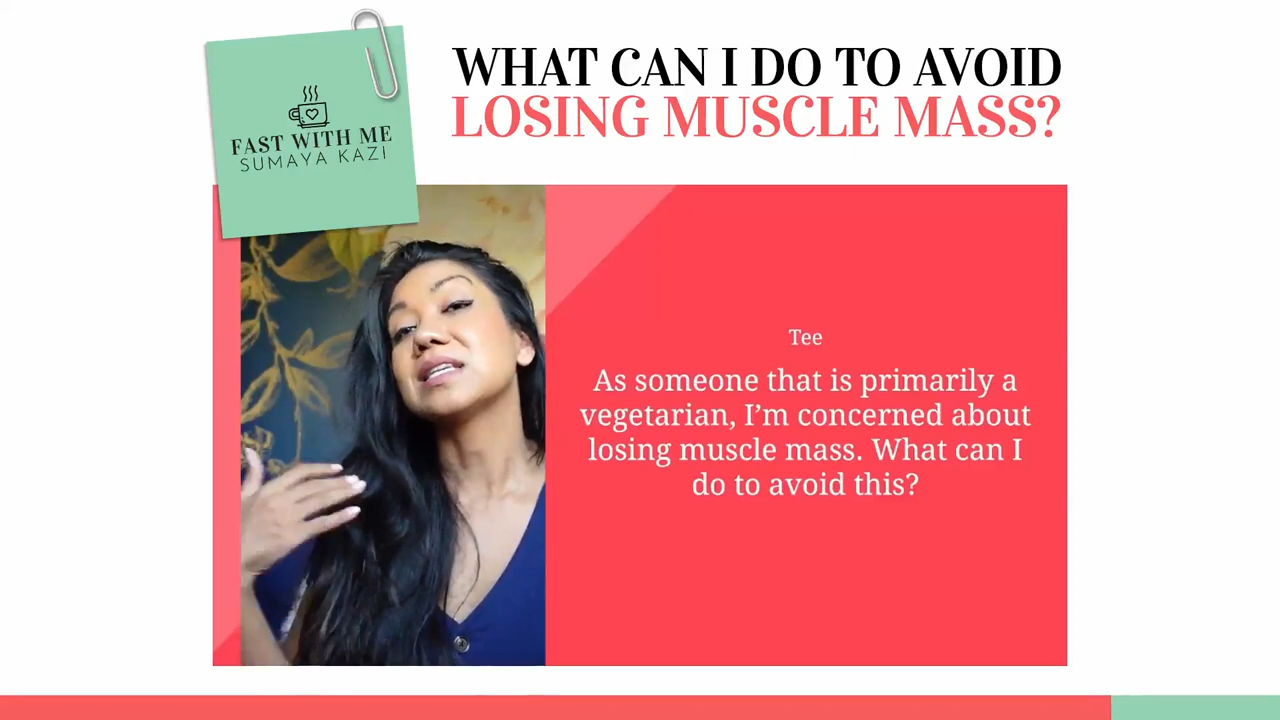 FAST WITH ME
SUMAYA KAZI
WHAT CAN I DO TO AVOID
LOSING MUSCLE MASS?
Tee
As someone that is primarily a
vegetarian, I’m concerned about
losing muscle mass. What can I
do to avoid this?